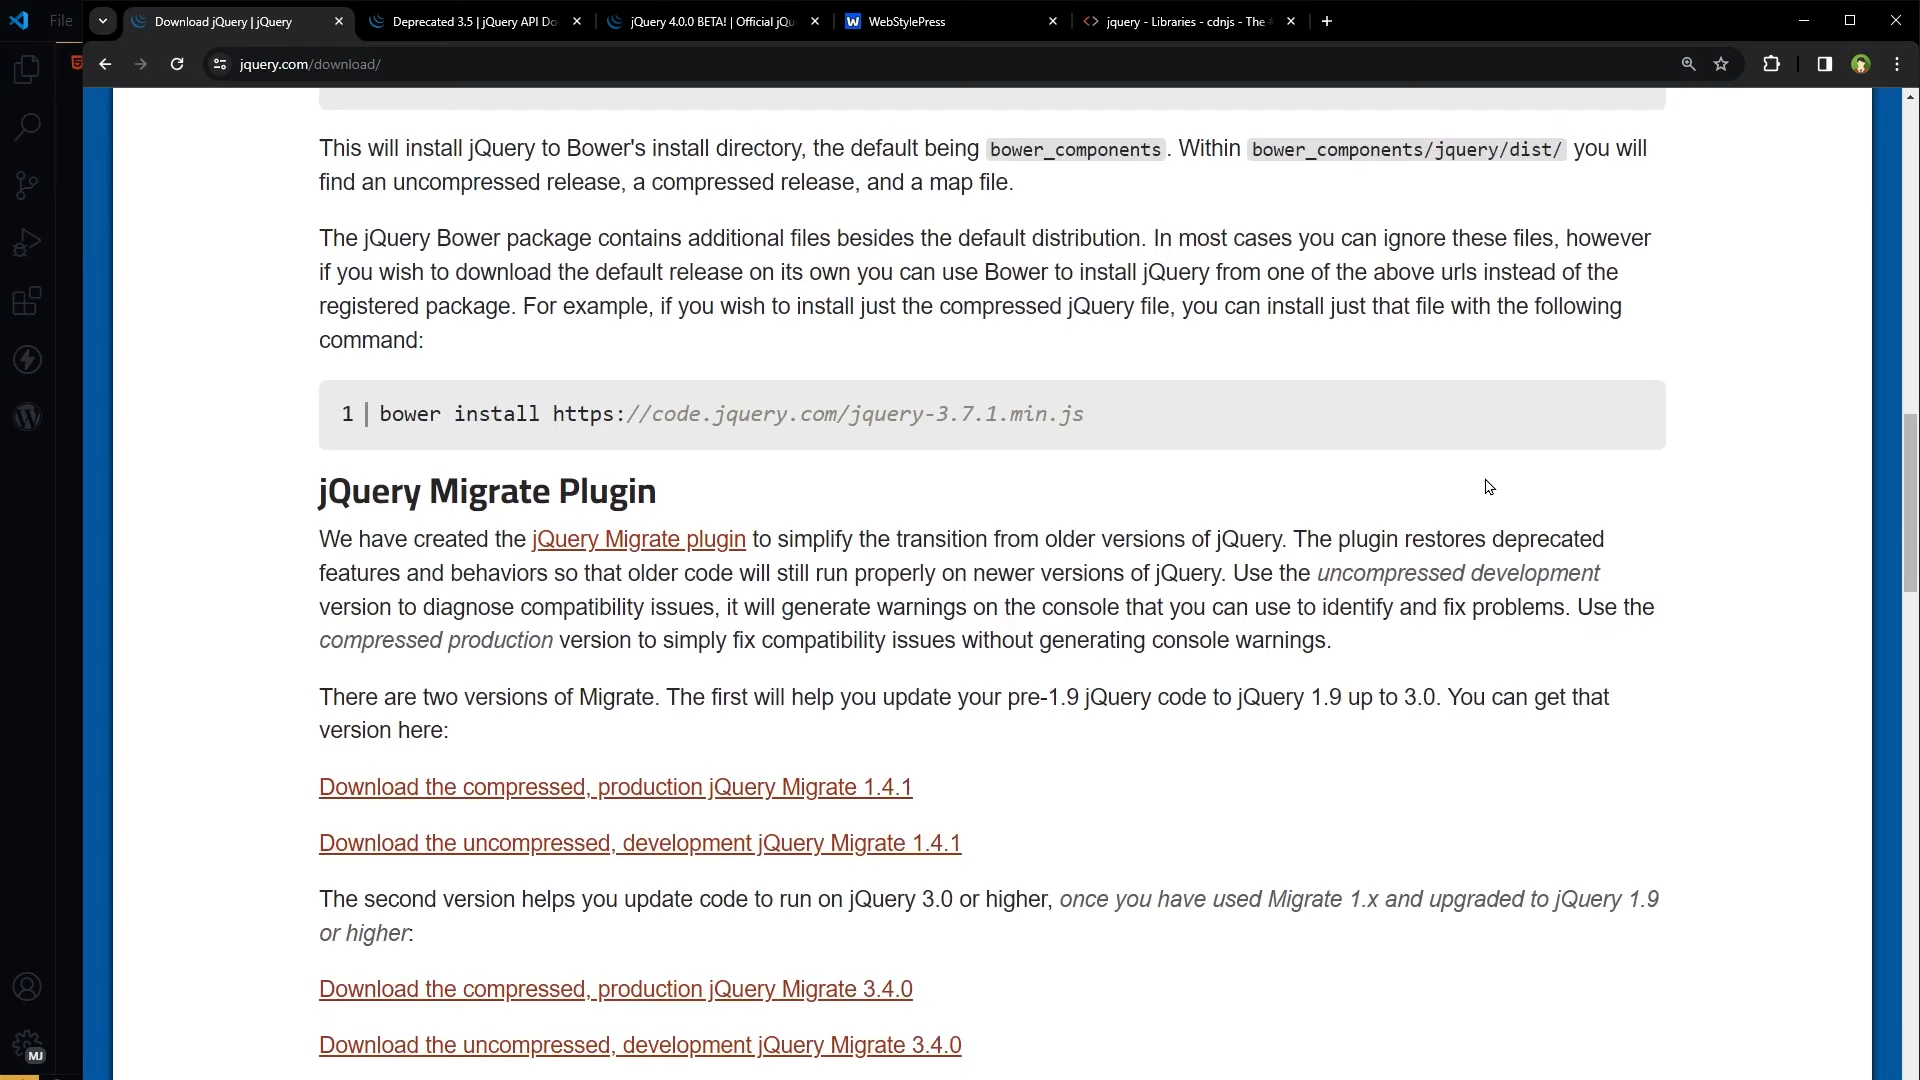 File
Download jQuery | jQuery
Deprecated 3.5 | jQuery API Do
jQuery 4.0.0 BETA! | Official jQu
WebStylePress
jquery - Libraries - cdnjs - The
jquery.com/download/
This will install jQuery to Bower's install directory, the default being bower_components. Within bower_components/jquery/dist/ you will
find an uncompressed release, a compressed release, and a map file.
The jQuery Bower package contains additional files besides the default distribution. In most cases you can ignore these files, however
if you wish to download the default release on its own you can use Bower to install jQuery from one of the above urls instead of the
registered package. For example, if you wish to install just the compressed jQuery file, you can install just that file with the following
command:
1 bower install https://code.jquery.com/jquery-3.7.1.min.js
jQuery Migrate Plugin
We have created the jQuery Migrate plugin to simplify the transition from older versions of jQuery. The plugin restores deprecated
features and behaviors so that older code will still run properly on newer versions of jQuery. Use the uncompressed development
version to diagnose compatibility issues, it will generate warnings on the console that you can use to identify and fix problems. Use the
compressed production version to simply fix compatibility issues without generating console warnings.
There are two versions of Migrate. The first will help you update your pre-1.9 jQuery code to jQuery 1.9 up to 3.0. You can get that
version here:
Download the compressed, production jQuery Migrate 1.4.1
Download the uncompressed, development jQuery Migrate 1.4.1
The second version helps you update code to run on jQuery 3.0 or higher, once you have used Migrate 1.x and upgraded to jQuery 1.9
or higher:
Download the compressed, production jQuery Migrate 3.4.0
Download the uncompressed, development jQuery Migrate 3.4.0
MJ